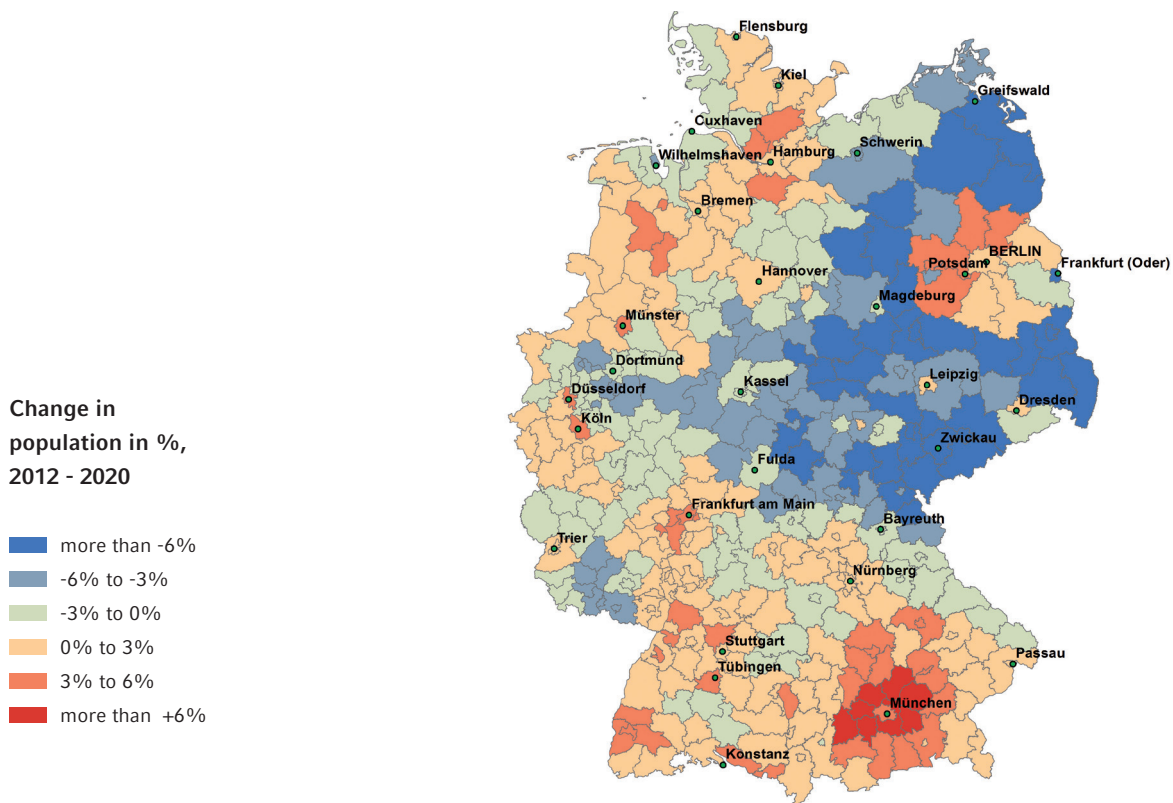 Flensburg
Kiel
Greifswald
Cuxhaven
Schwerin
Hamburg
Wilhelmshaven
Bremen
BERLIN
Potsdam
Frankfurt (Oder)
Hannover
Magdeburg
Münster
Dortmund
Leipzig
Kassel
Düsseldorf
Dresden
Köln
Zwickau
Fulda
Frankfurt am Main
Bayreuth
Trier
Nürnberg
Stuttgart
Passau
Tübingen
München
Konstanz
Change in
population in %,
2012 - 2020
more than -6%
-6% to -3%
-3% to 0%
0% to 3%
3% to 6%
more than +6%